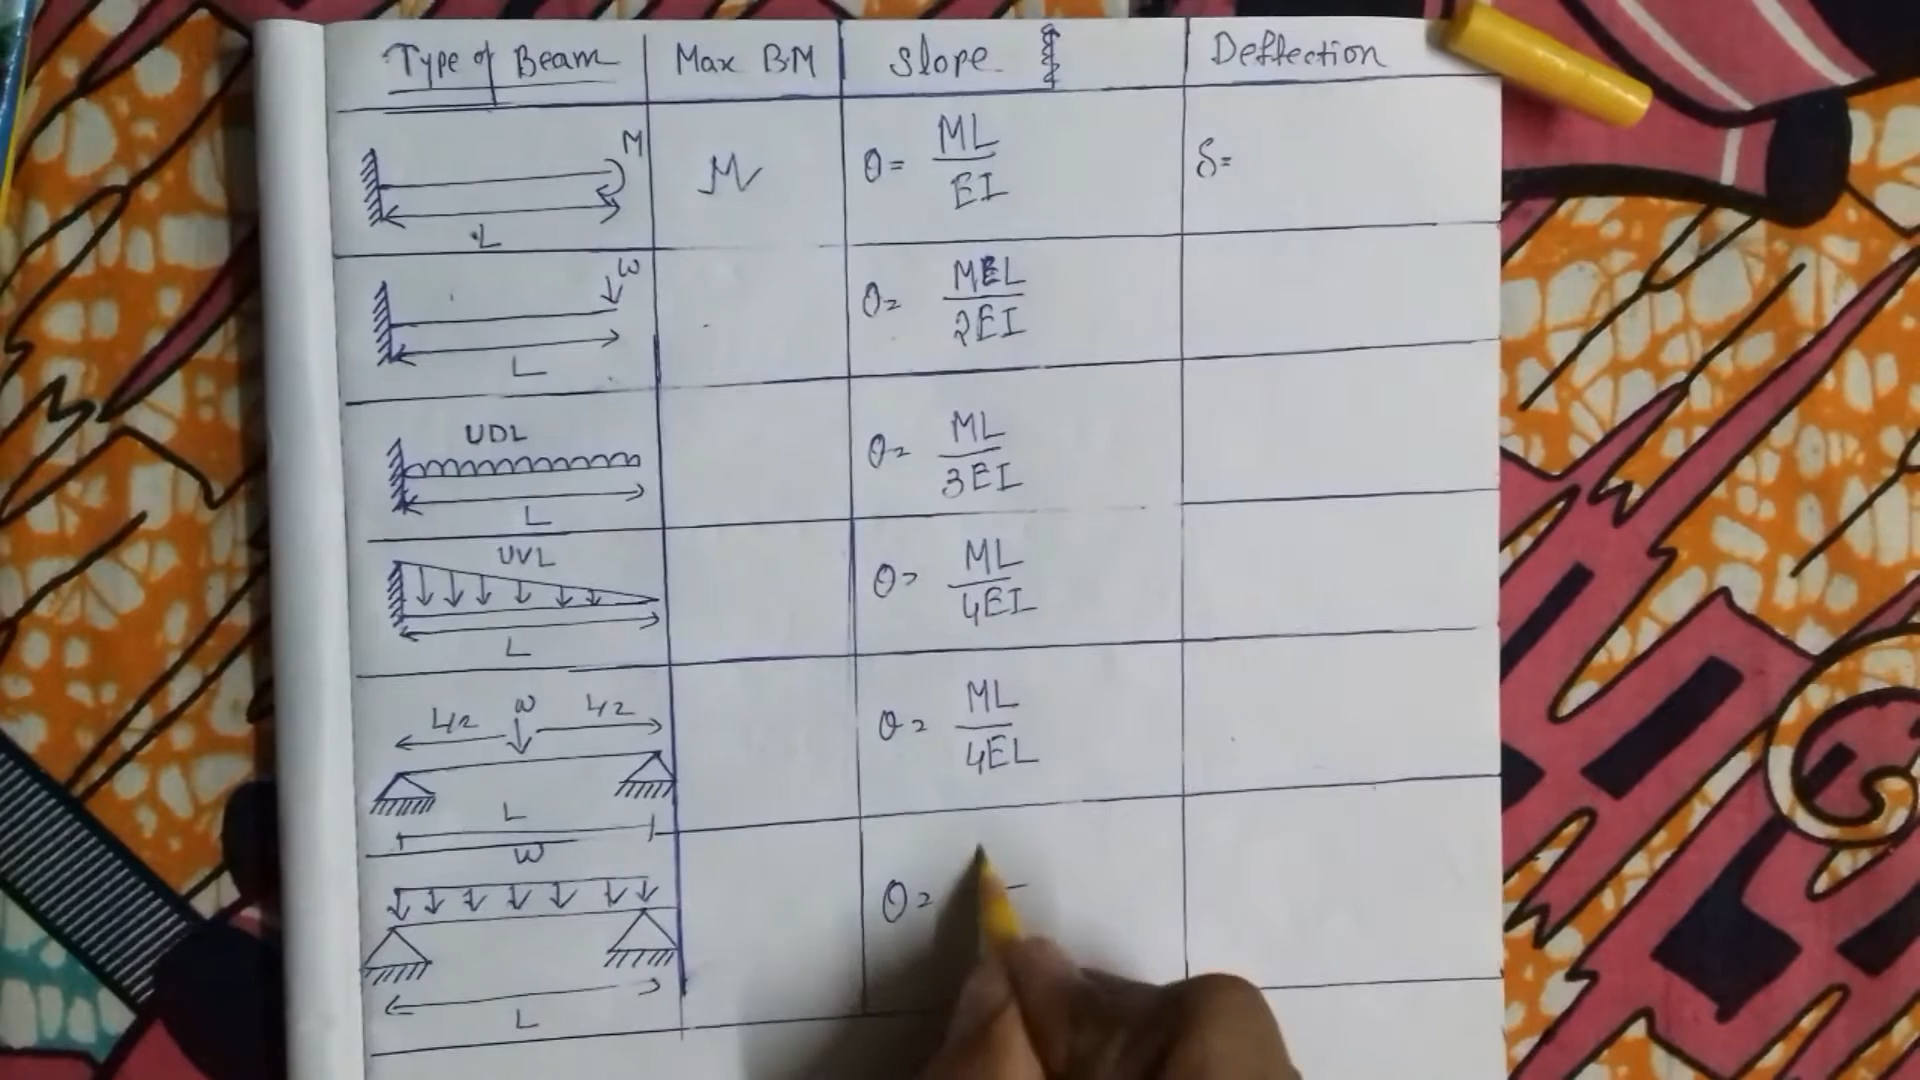 Type of Beam Max BM Slope Deflection
M
M θ= ML/EI δ=
L
W
θ= MEL/2EI
L
UDL
θ= ML/3EI
L
UVL
θ= ML/4EI
L
L/2 W L/2
θ= ML/4EL
L
W
θ=
L